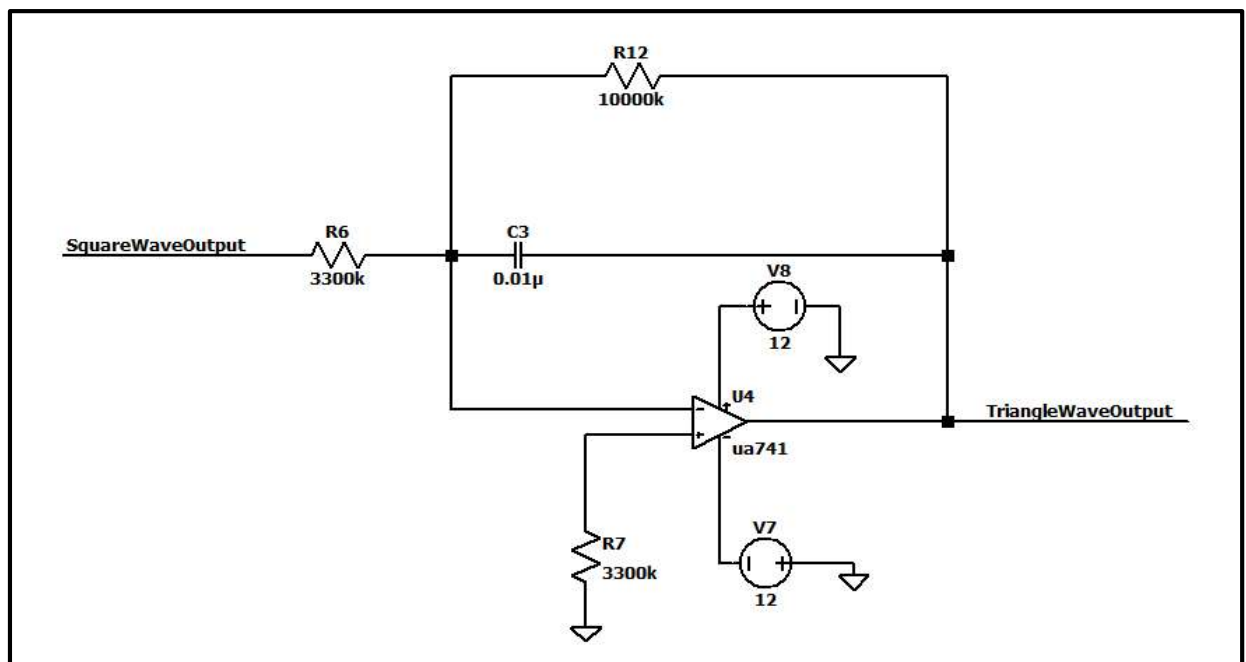 R12
10000k
SquareWaveOutput
R6
3300k
C3
0.01µ
V8
12
U4
ua741
TriangleWaveOutput
R7
3300k
V7
12